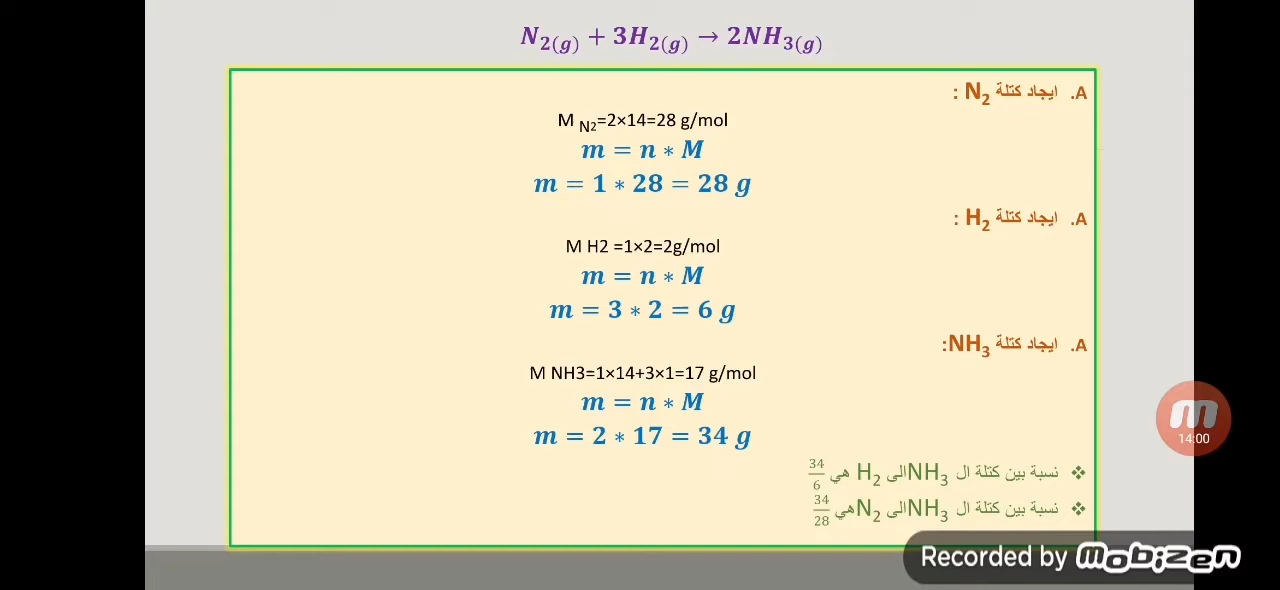 N2(g) + 3H2(g) → 2NH3(g)
A. ايجاد كتلة N2 :
M N2=2×14=28 g/mol
m = n * M
m = 1 * 28 = 28 g
A. ايجاد كتلة H2 :
M H2 =1×2=2g/mol
m = n * M
m = 3 * 2 = 6 g
A. ايجاد كتلة NH3:
M NH3=1×14+3×1=17 g/mol
m = n * M
m = 2 * 17 = 34 g
❖ نسبة بين كتلة ال NH3الى H2 هي 34/6
❖ نسبة بين كتلة ال NH3الى N2هي 34/28
14:00
Recorded by mobizen